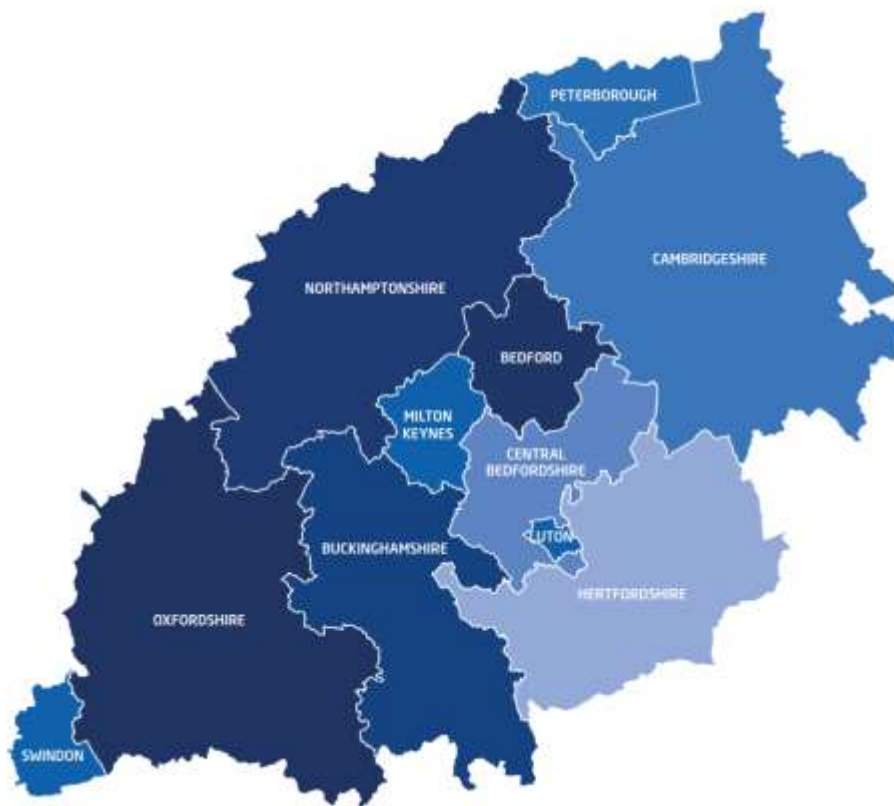 PETERBOROUGH
CAMBRIDGESHIRE
NORTHAMPTONSHIRE
BEDFORD
MILTON
KEYNES
CENTRAL
BEDFORDSHIRE
LUTON
BUCKINGHAMSHIRE
HERTFORDSHIRE
OXFORDSHIRE
SWINDON